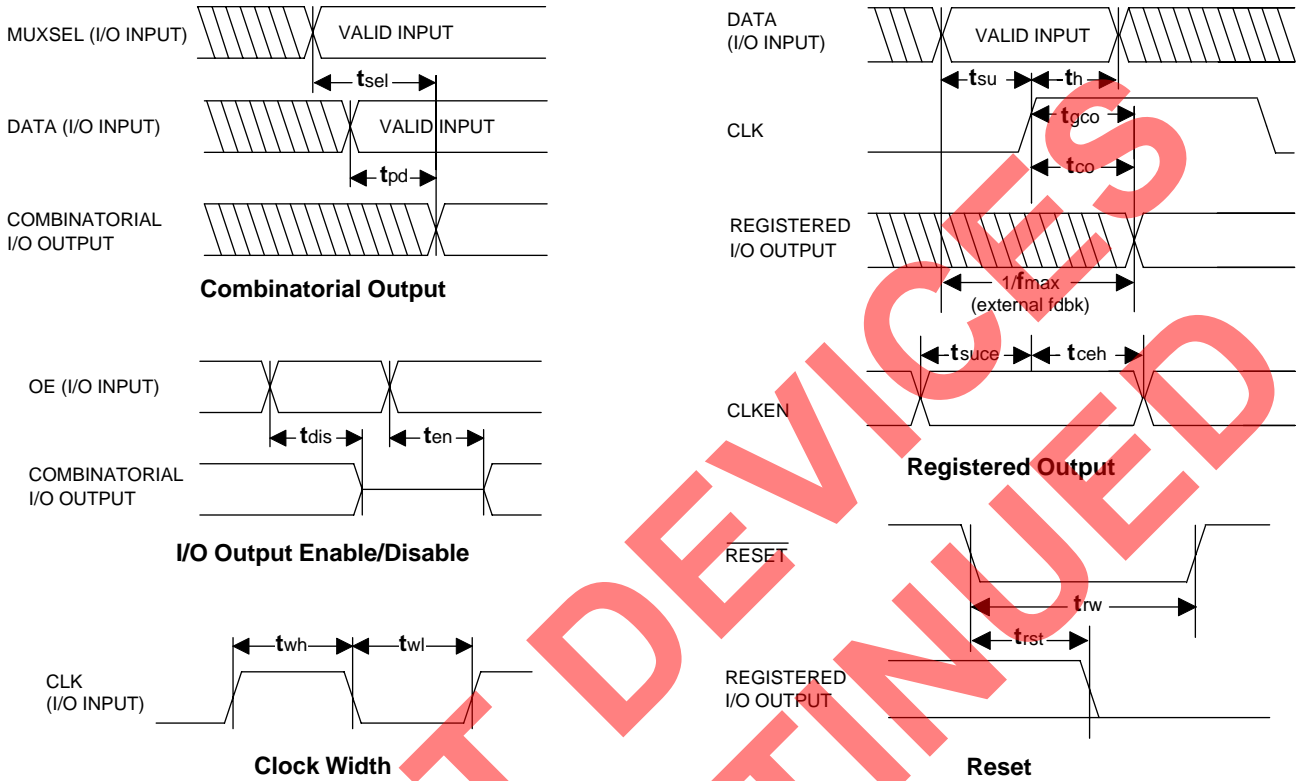 MUXSEL (I/O INPUT)
VALID INPUT
tsel
DATA (I/O INPUT)
VALID INPUT
tpd
COMBINATORIAL
I/O OUTPUT
Combinatorial Output
OE (I/O INPUT)
tdis
ten
COMBINATORIAL
I/O OUTPUT
I/O Output Enable/Disable
twh
twl
CLK
(I/O INPUT)
Clock Width
DATA
(I/O INPUT)
VALID INPUT
tsu
th
CLK
tgco
tco
REGISTERED
I/O OUTPUT
1/fmax
(external fdbk)
tsuce
tceh
CLKEN
Registered Output
RESET
trw
trst
REGISTERED
I/O OUTPUT
Reset
T DEVICES
TINUED